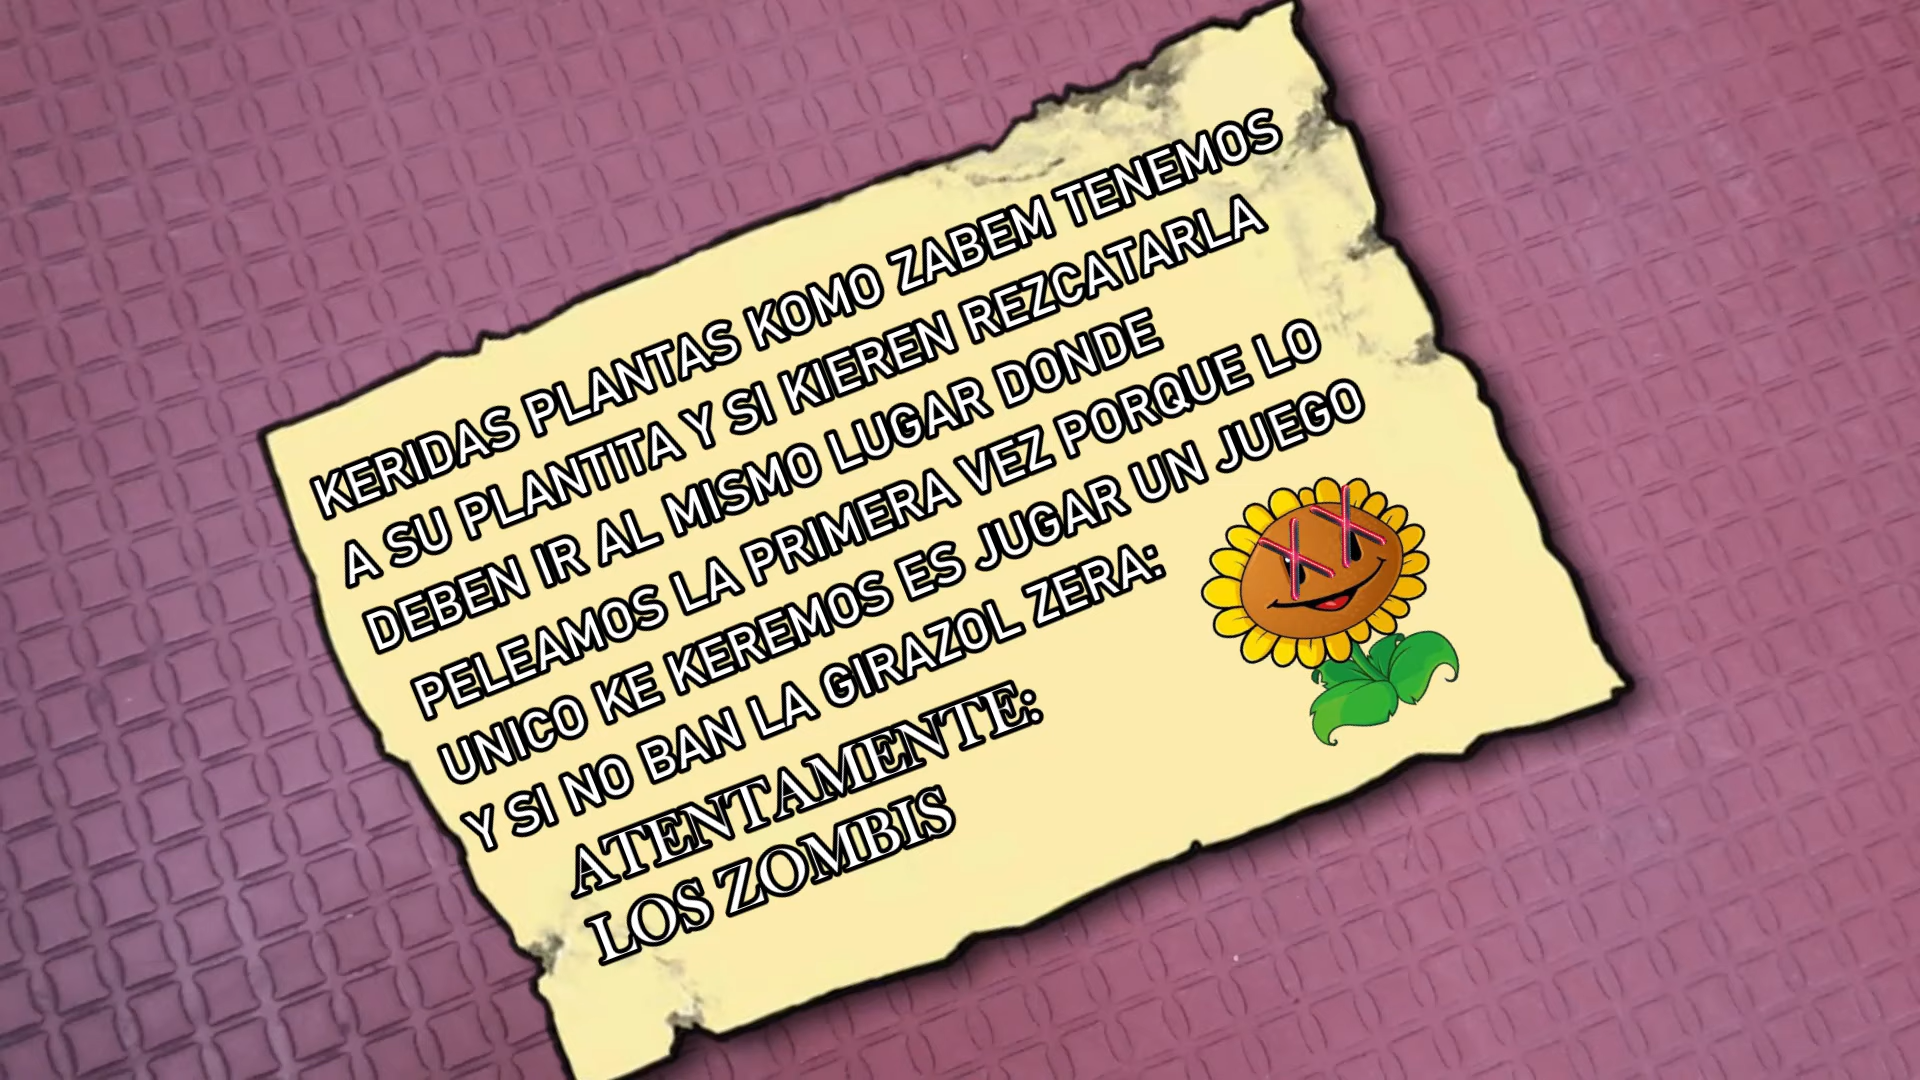 KERIDAS PLANTAS KOMO ZABEM TENEMOS
A SU PLANTITA Y SI KIEREN REZCATARLA
DEBEN IR AL MISMO LUGAR DONDE
PELEAMOS LA PRIMERA VEZ PORQUE LO
UNICO KE KEREMOS ES JUGAR UN JUEGO
Y SI NO BAN LA GIRAZOL ZERA:
ATENTAMENTE:
LOS ZOMBIS